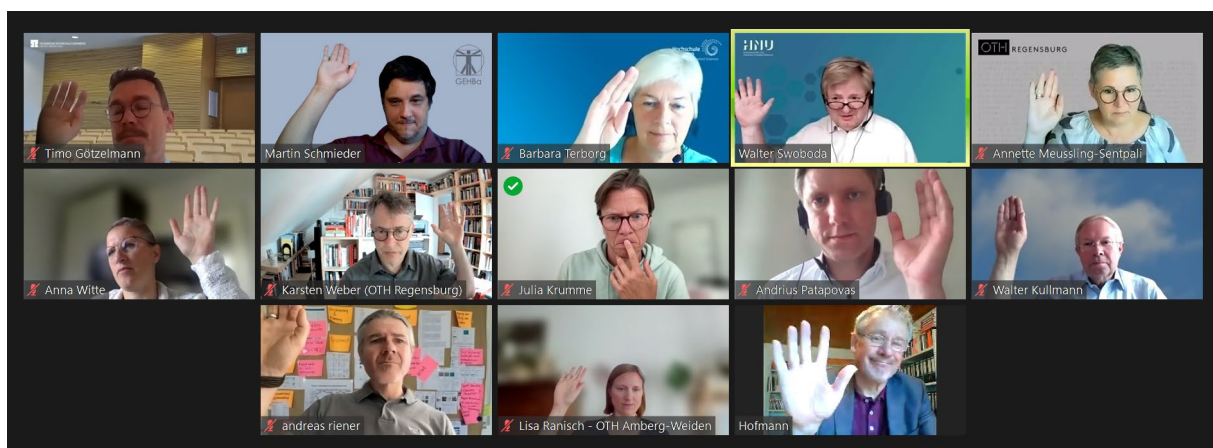 Timo Götzelmann
GEHBa
Martin Schmieder
Hochschule
Barbara Terborg
HNU
Walter Swoboda
OTH REGENSBURG
Annette Meussling-Sentpali
Anna Witte
Karsten Weber (OTH Regensburg)
Julia Krumme
Andrius Patapovas
Walter Kullmann
andreas riener
Lisa Ranisch - OTH Amberg-Weiden
Hofmann